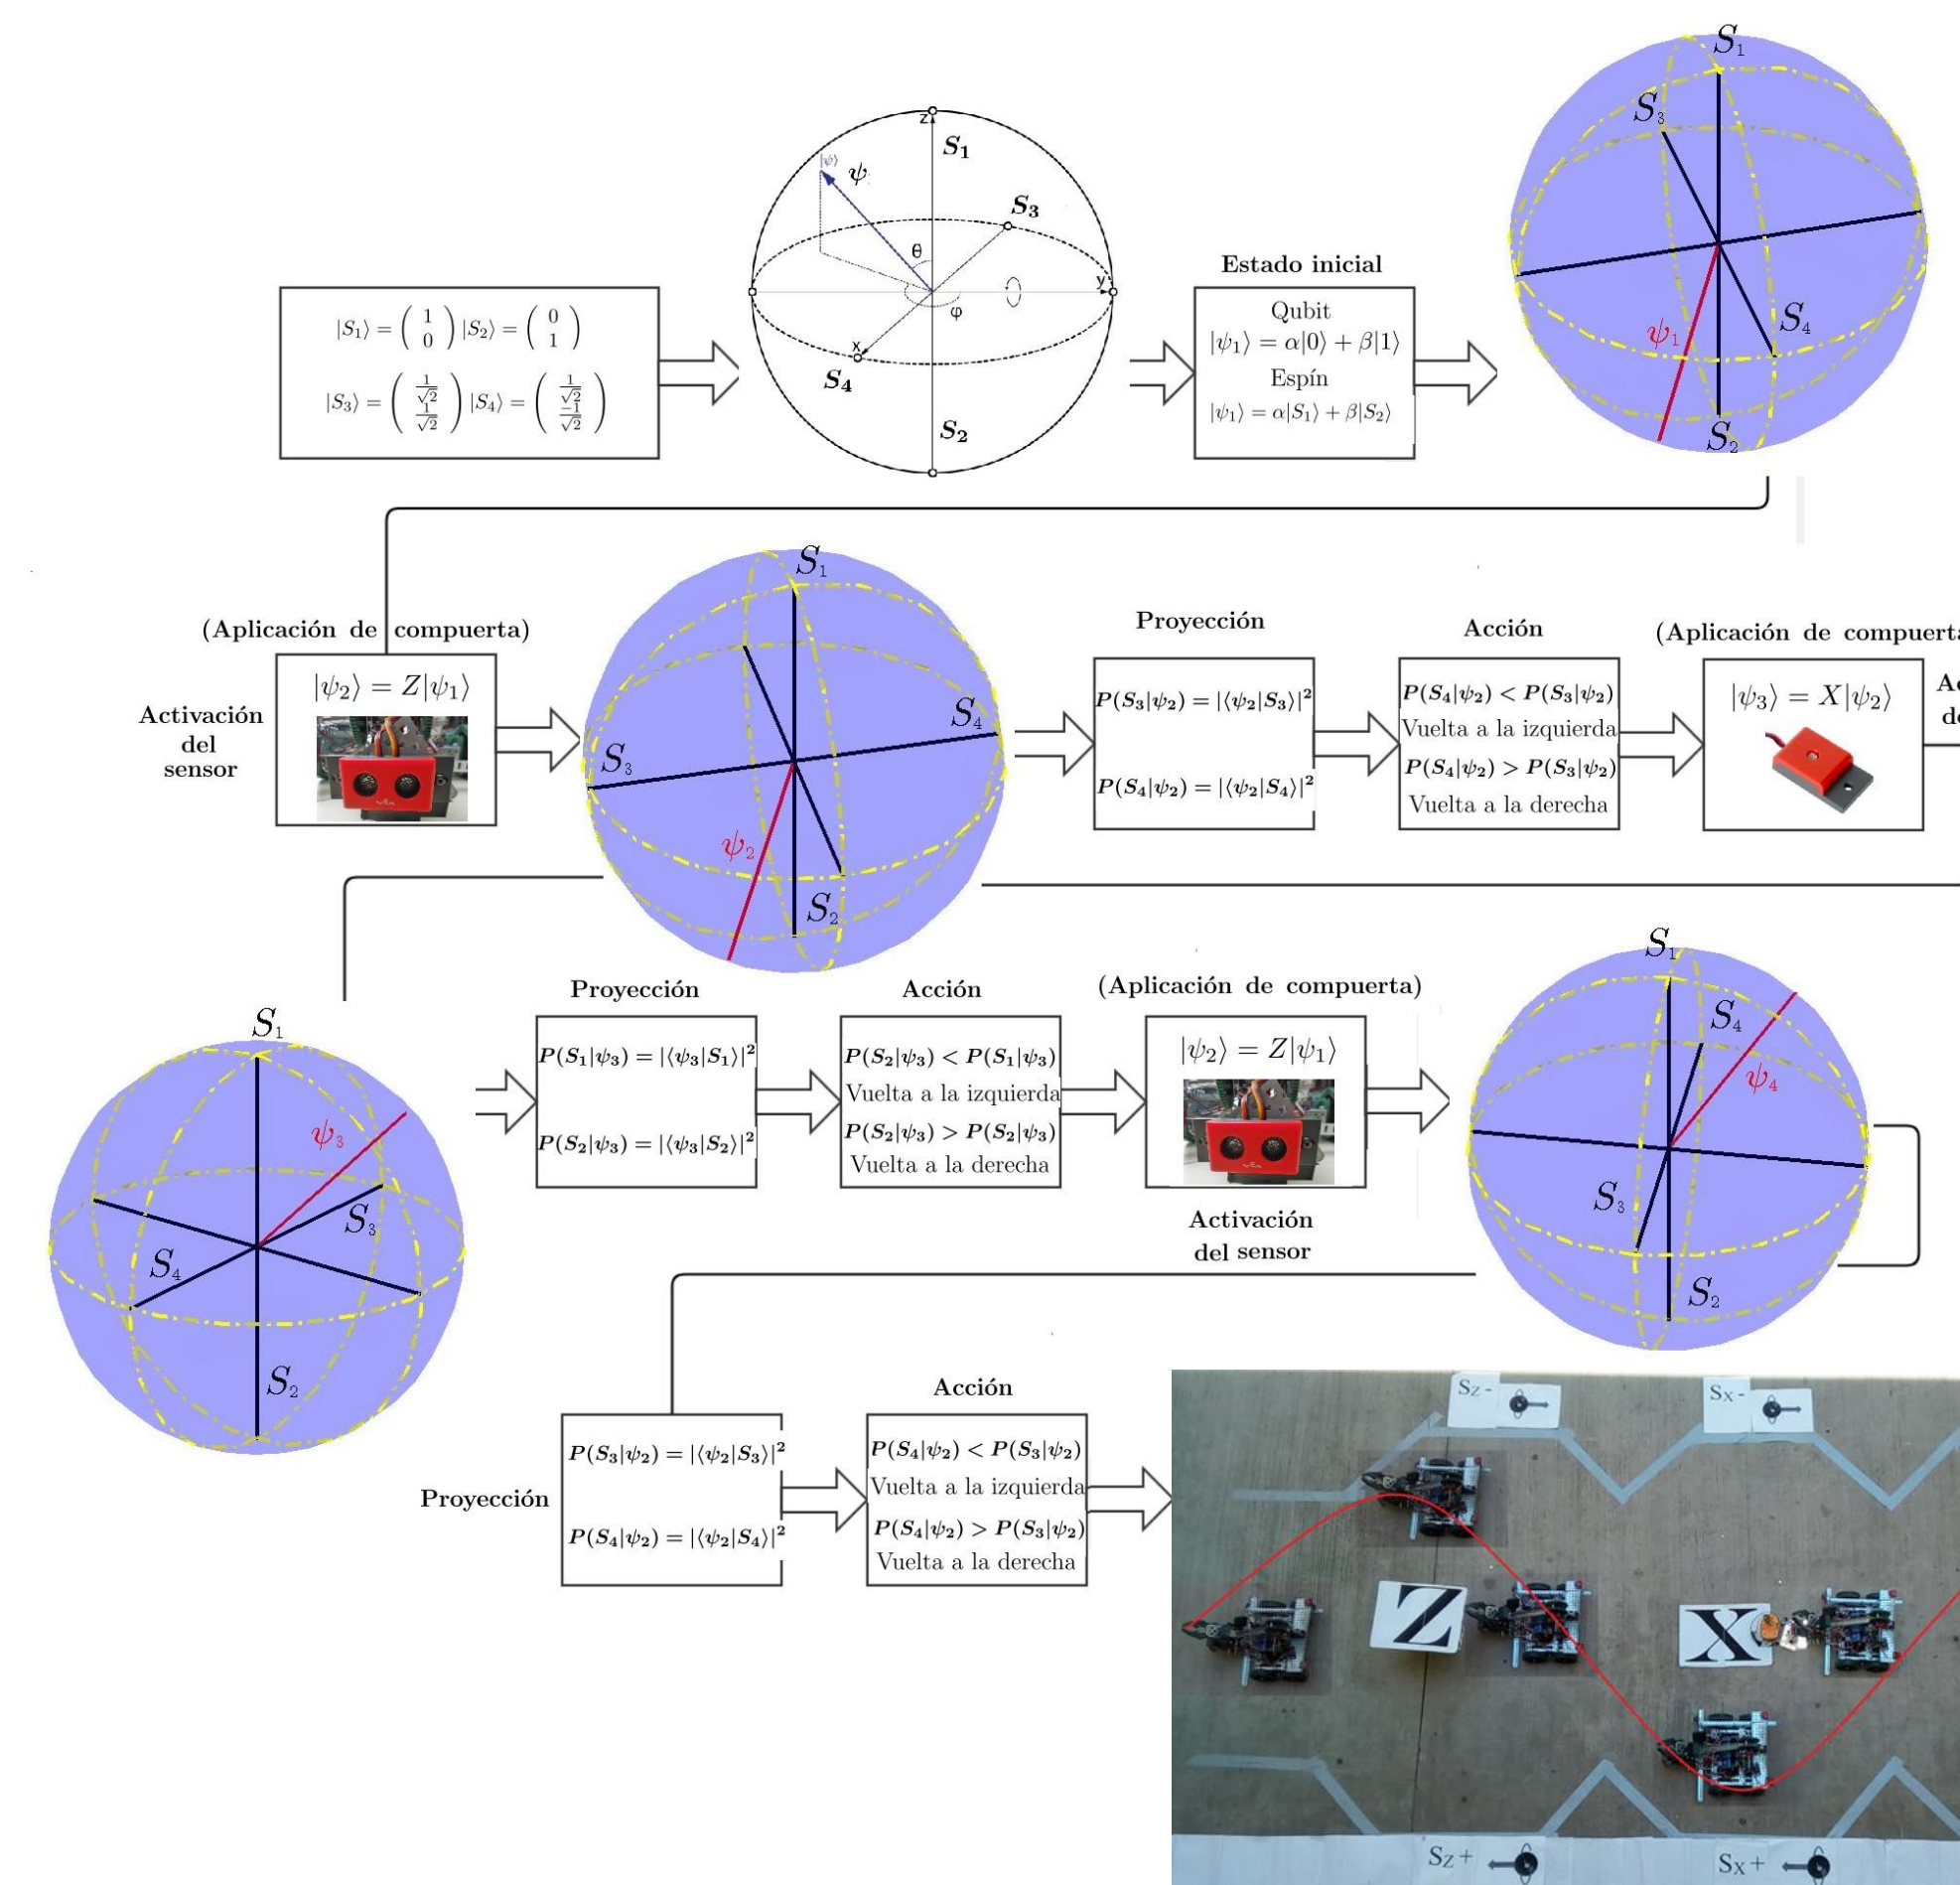 |S₁⟩ = ( 1 0 ) |S₂⟩ = ( 0 1 )
|S₃⟩ = ( 1/√2 1/√2 ) |S₄⟩ = ( 1/√2 -1/√2 )
z
S₁
|ψ⟩
ψ
S₃
θ
y
φ
x
S₄
S₂
Estado inicial
Qubit
|ψ₁⟩ = α|0⟩ + β|1⟩
Espín
|ψ₁⟩ = α|S₁⟩ + β|S₂⟩
S₁
S₃
S₄
ψ₁
S₂
(Aplicación de compuerta)
|ψ₂⟩ = Z|ψ₁⟩
Activación
del
sensor
S₁
S₄
S₃
ψ₂
S₂
Proyección
P(S₃|ψ₂) = |⟨ψ₂|S₃⟩|²
P(S₄|ψ₂) = |⟨ψ₂|S₄⟩|²
Acción
P(S₄|ψ₂) < P(S₃|ψ₂)
Vuelta a la izquierda
P(S₄|ψ₂) > P(S₃|ψ₂)
Vuelta a la derecha
(Aplicación de compuerta
|ψ₃⟩ = X|ψ₂⟩
S₁
ψ₃
S₃
S₄
S₂
Proyección
P(S₁|ψ₃) = |⟨ψ₃|S₁⟩|²
P(S₂|ψ₃) = |⟨ψ₃|S₂⟩|²
Acción
P(S₂|ψ₃) < P(S₁|ψ₃)
Vuelta a la izquierda
P(S₂|ψ₃) > P(S₂|ψ₃)
Vuelta a la derecha
(Aplicación de compuerta)
|ψ₂⟩ = Z|ψ₁⟩
Activación
del sensor
S₁
S₄
ψ₄
S₃
S₂
Proyección
P(S₃|ψ₂) = |⟨ψ₂|S₃⟩|²
P(S₄|ψ₂) = |⟨ψ₂|S₄⟩|²
Acción
P(S₄|ψ₂) < P(S₃|ψ₂)
Vuelta a la izquierda
P(S₄|ψ₂) > P(S₃|ψ₂)
Vuelta a la derecha
Sz -
Sx -
Z
X
Sz +
Sx +